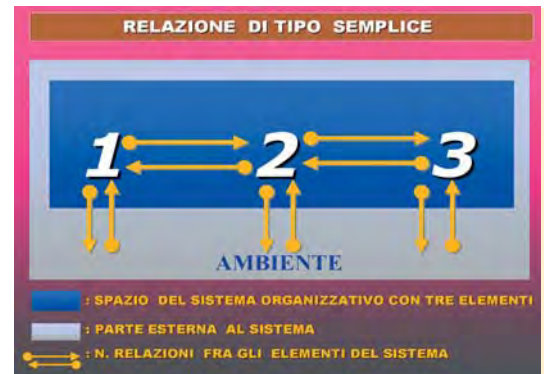 RELAZIONE DI TIPO SEMPLICE
1 2 3
AMBIENTE
: SPAZIO DEL SISTEMA ORGANIZZATIVO CON TRE ELEMENTI
: PARTE ESTERNA AL SISTEMA
: N. RELAZIONI FRA GLI ELEMENTI DEL SISTEMA